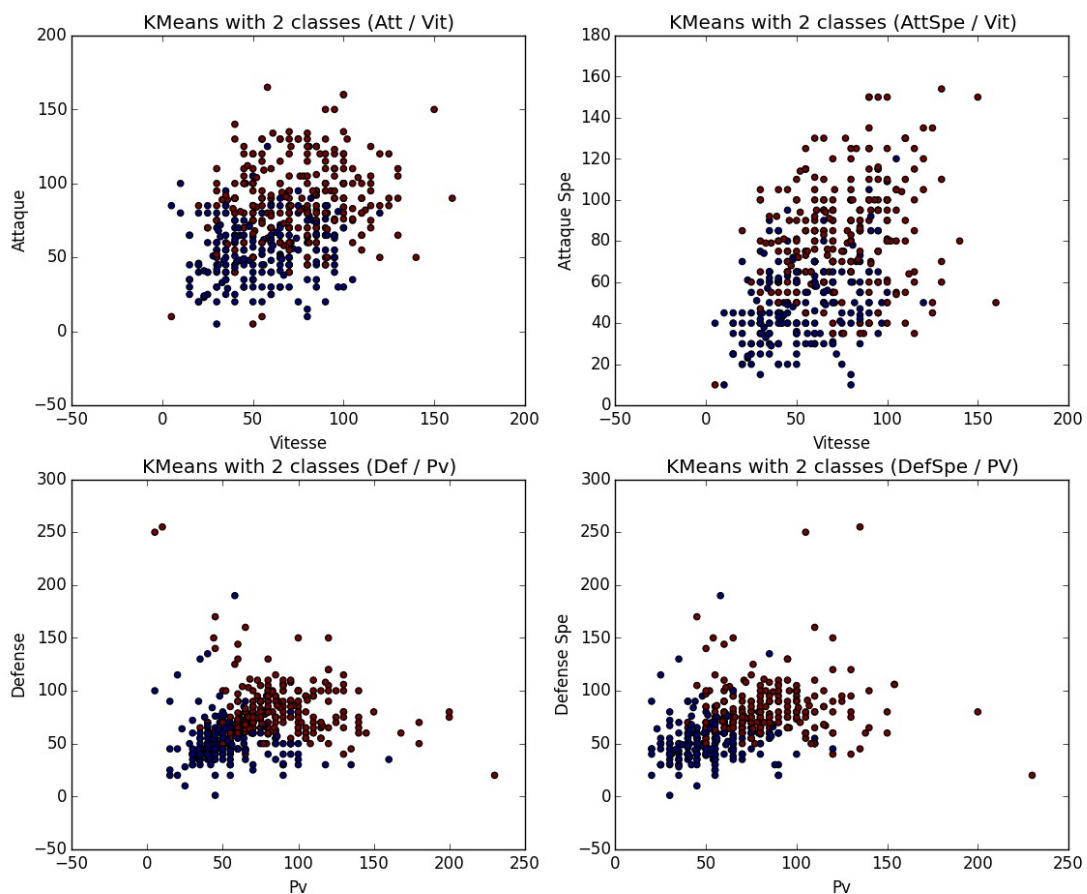 KMeans with 2 classes (Att / Vit)
200
150
100
50
0
−50
Attaque
−50 0 50 100 150 200
Vitesse
KMeans with 2 classes (AttSpe / Vit)
180
160
140
120
100
80
60
40
20
0
Attaque Spe
−50 0 50 100 150 200
Vitesse
KMeans with 2 classes (Def / Pv)
300
250
200
150
100
50
0
−50
Defense
−50 0 50 100 150 200 250
Pv
KMeans with 2 classes (DefSpe / PV)
300
250
200
150
100
50
0
−50
Defense Spe
0 50 100 150 200 250
Pv